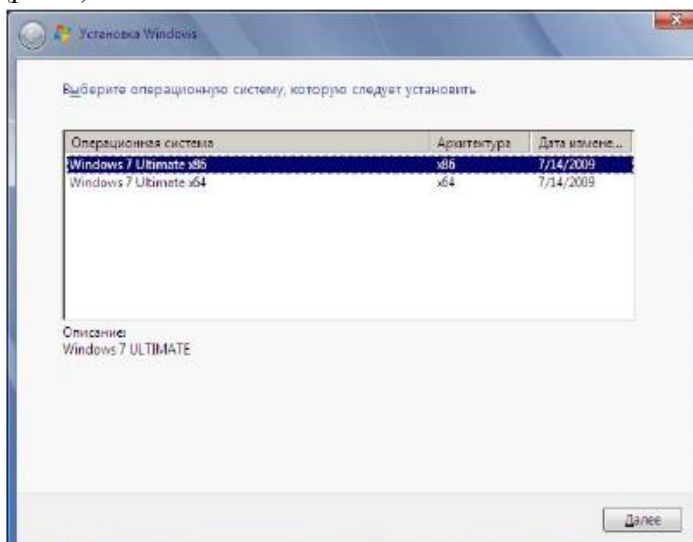 Установка Windows
Выберите операционную систему, которую следует установить
Операционная система Архитектура Дата измене...
Windows 7 Ultimate x86 x86 7/14/2009
Windows 7 Ultimate x64 x64 7/14/2009
Описание:
Windows 7 ULTIMATE
Далее